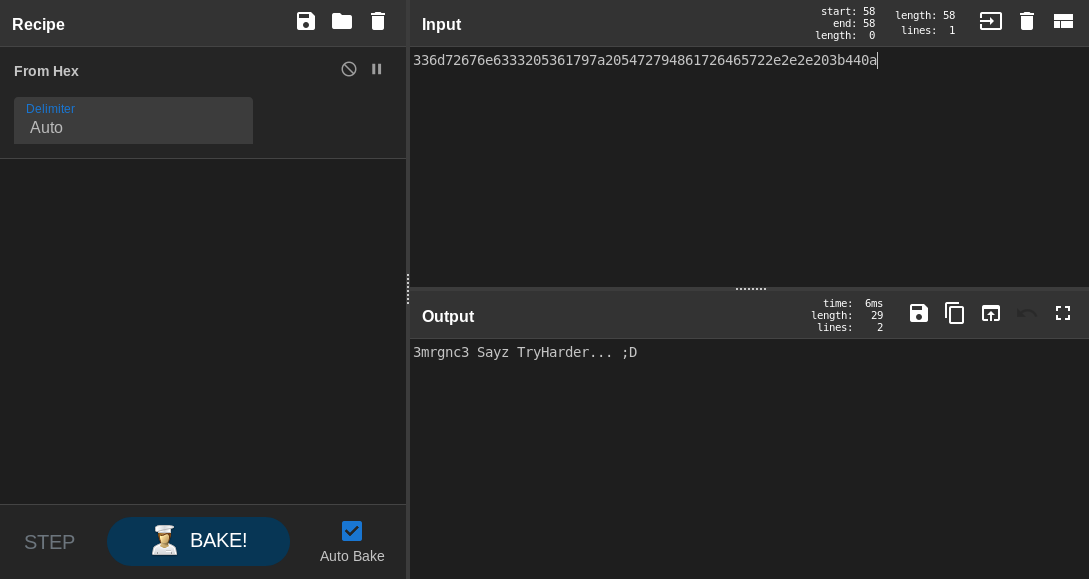 Recipe
From Hex
Delimiter
Auto
STEP
BAKE!
Auto Bake
Input
start: 58
end: 58
length: 0
length: 58
lines: 1
336d72676e6333205361797a205472794861726465722e2e2e203b440a
Output
time: 6ms
length: 29
lines: 2
3mrgnc3 Sayz TryHarder... ;D